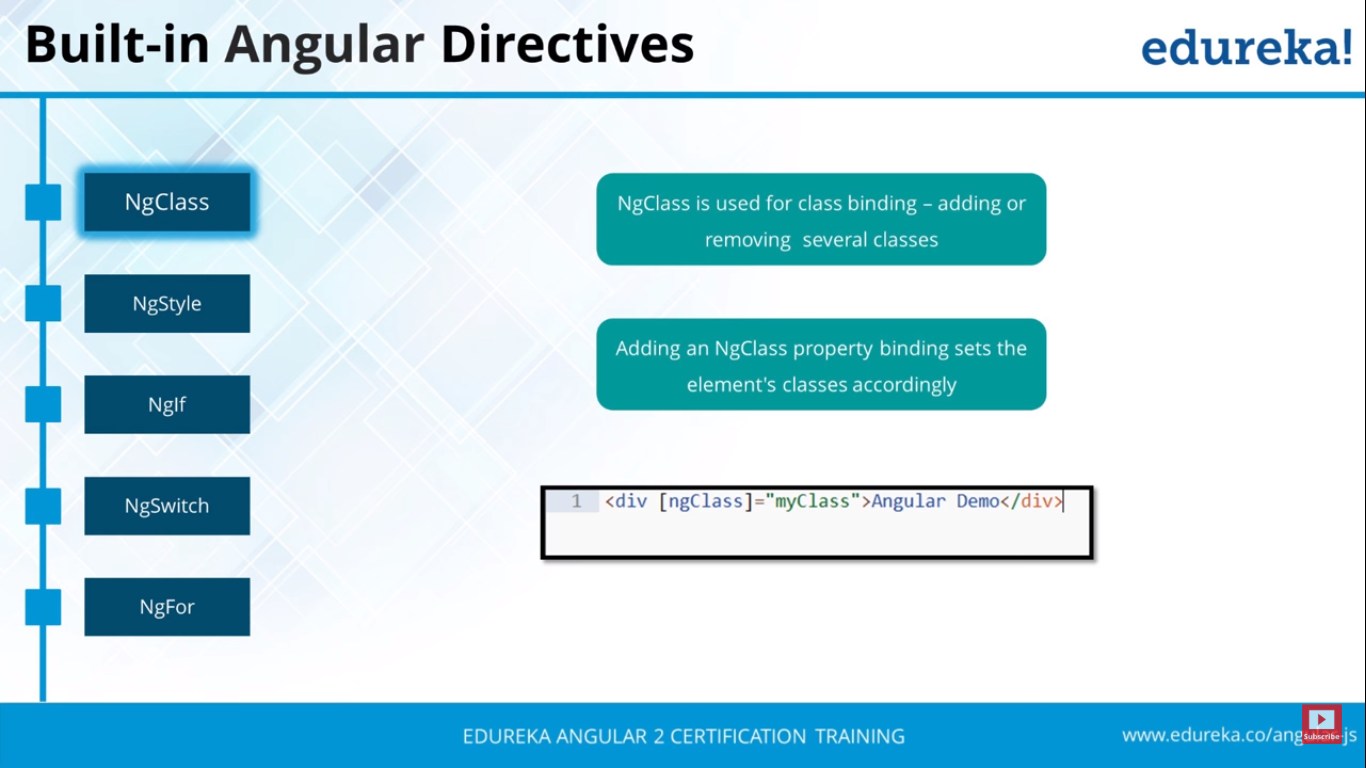 Built-in Angular Directives
edureka!
NgClass
NgStyle
NgIf
NgSwitch
NgFor
NgClass is used for class binding – adding or
removing several classes
Adding an NgClass property binding sets the
element's classes accordingly
1 <div [ngClass]="myClass">Angular Demo</div>
EDUREKA ANGULAR 2 CERTIFICATION TRAINING
www.edureka.co/angular-js
Subscribe